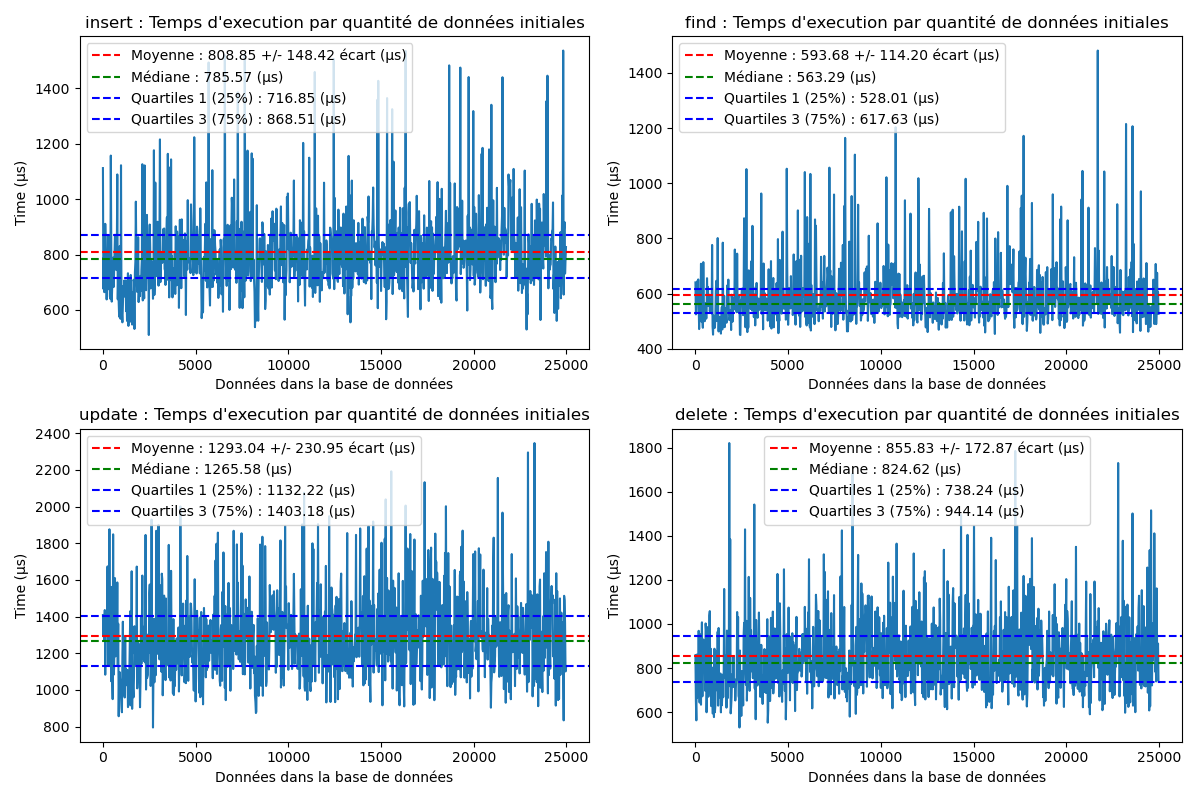 insert : Temps d'execution par quantité de données initiales
Moyenne : 808.85 +/- 148.42 écart (µs)
Médiane : 785.57 (µs)
Quartiles 1 (25%) : 716.85 (µs)
Quartiles 3 (75%) : 868.51 (µs)
Time (µs)
1400
1200
1000
800
600
0 5000 10000 15000 20000 25000
Données dans la base de données
find : Temps d'execution par quantité de données initiales
Moyenne : 593.68 +/- 114.20 écart (µs)
Médiane : 563.29 (µs)
Quartiles 1 (25%) : 528.01 (µs)
Quartiles 3 (75%) : 617.63 (µs)
Time (µs)
1400
1200
1000
800
600
400
0 5000 10000 15000 20000 25000
Données dans la base de données
update : Temps d'execution par quantité de données initiales
Moyenne : 1293.04 +/- 230.95 écart (µs)
Médiane : 1265.58 (µs)
Quartiles 1 (25%) : 1132.22 (µs)
Quartiles 3 (75%) : 1403.18 (µs)
Time (µs)
2400
2200
2000
1800
1600
1400
1200
1000
800
0 5000 10000 15000 20000 25000
Données dans la base de données
delete : Temps d'execution par quantité de données initiales
Moyenne : 855.83 +/- 172.87 écart (µs)
Médiane : 824.62 (µs)
Quartiles 1 (25%) : 738.24 (µs)
Quartiles 3 (75%) : 944.14 (µs)
Time (µs)
1800
1600
1400
1200
1000
800
600
0 5000 10000 15000 20000 25000
Données dans la base de données